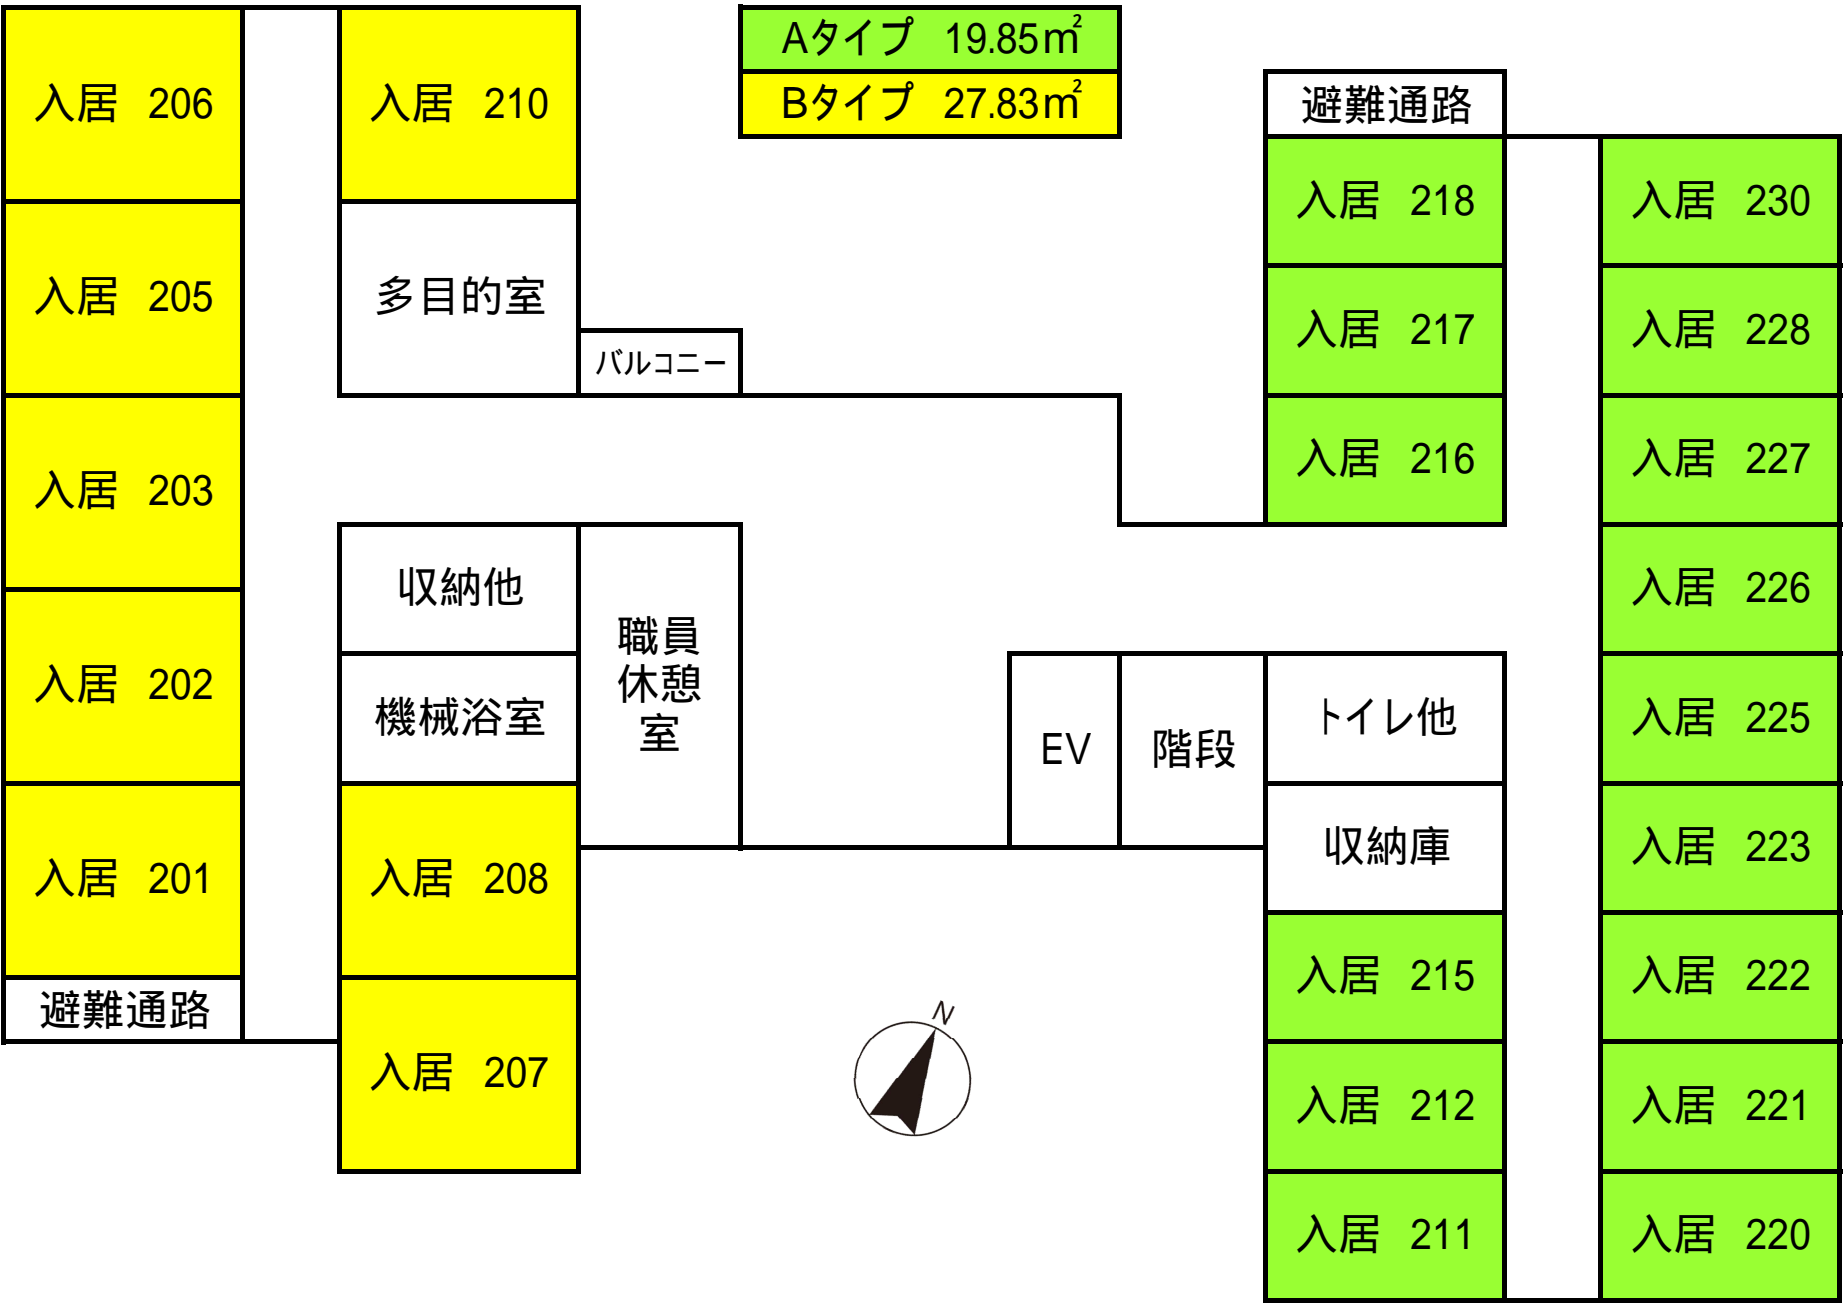 入居 206
入居 210
Aタイプ 19.85㎡
Bタイプ 27.83㎡
避難通路
入居 218
入居 230
入居 205
多目的室
バルコニー
入居 217
入居 228
入居 203
入居 216
入居 227
収納他
職員
休憩
室
入居 226
入居 202
機械浴室
EV
階段
トイレ他
入居 225
入居 201
入居 208
収納庫
入居 223
避難通路
入居 207
N
入居 215
入居 222
入居 212
入居 221
入居 211
入居 220